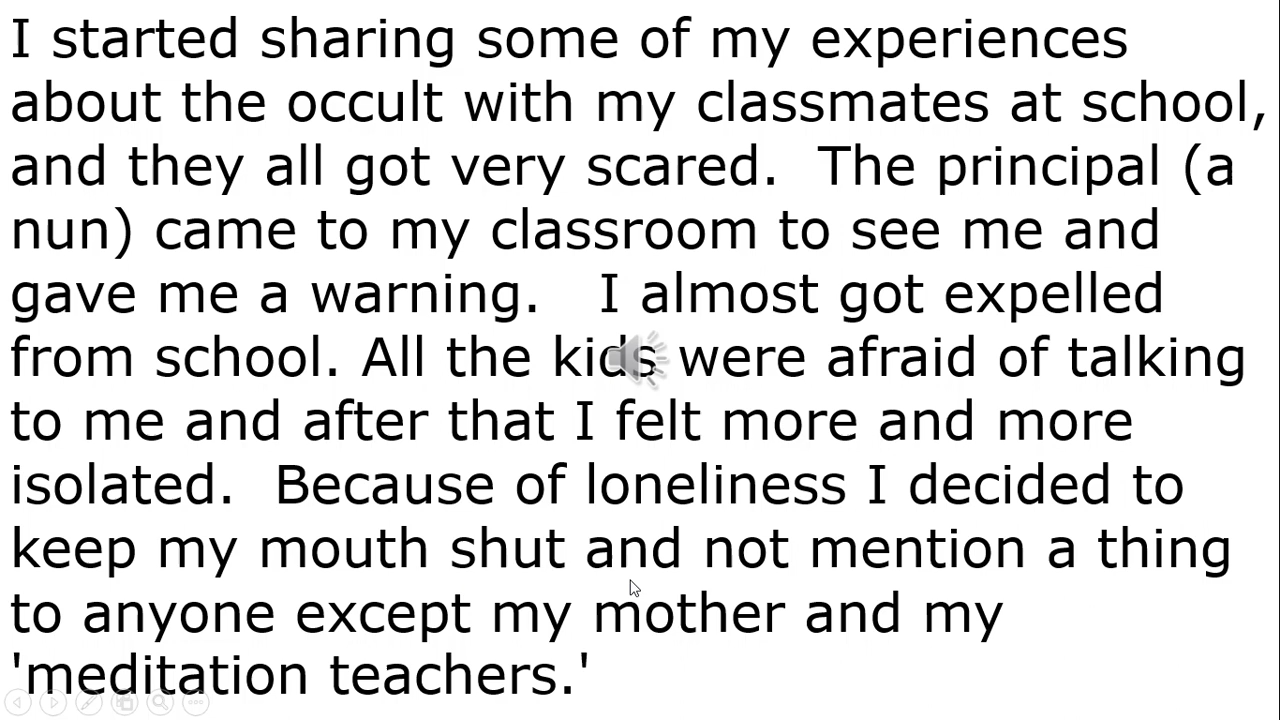 I started sharing some of my experiences
about the occult with my classmates at school,
and they all got very scared.  The principal (a
nun) came to my classroom to see me and
gave me a warning.   I almost got expelled
from school. All the kids were afraid of talking
to me and after that I felt more and more
isolated.  Because of loneliness I decided to
keep my mouth shut and not mention a thing
to anyone except my mother and my
'meditation teachers.'